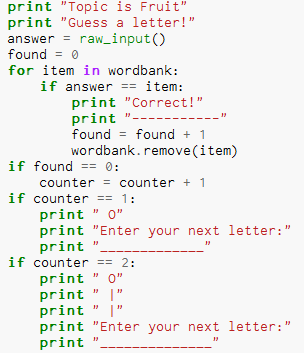 print "Topic is Fruit"
print "Guess a letter!"
answer = raw_input()
found = 0
for item in wordbank:
    if answer == item:
        print "Correct!"
        print "-----------"
        found = found + 1
        wordbank.remove(item)
if found == 0:
    counter = counter + 1
if counter == 1:
    print " O"
    print "Enter your next letter:"
    print "_____________"
if counter == 2:
    print " O"
    print " |"
    print " |"
    print "Enter your next letter:"
    print "______________"